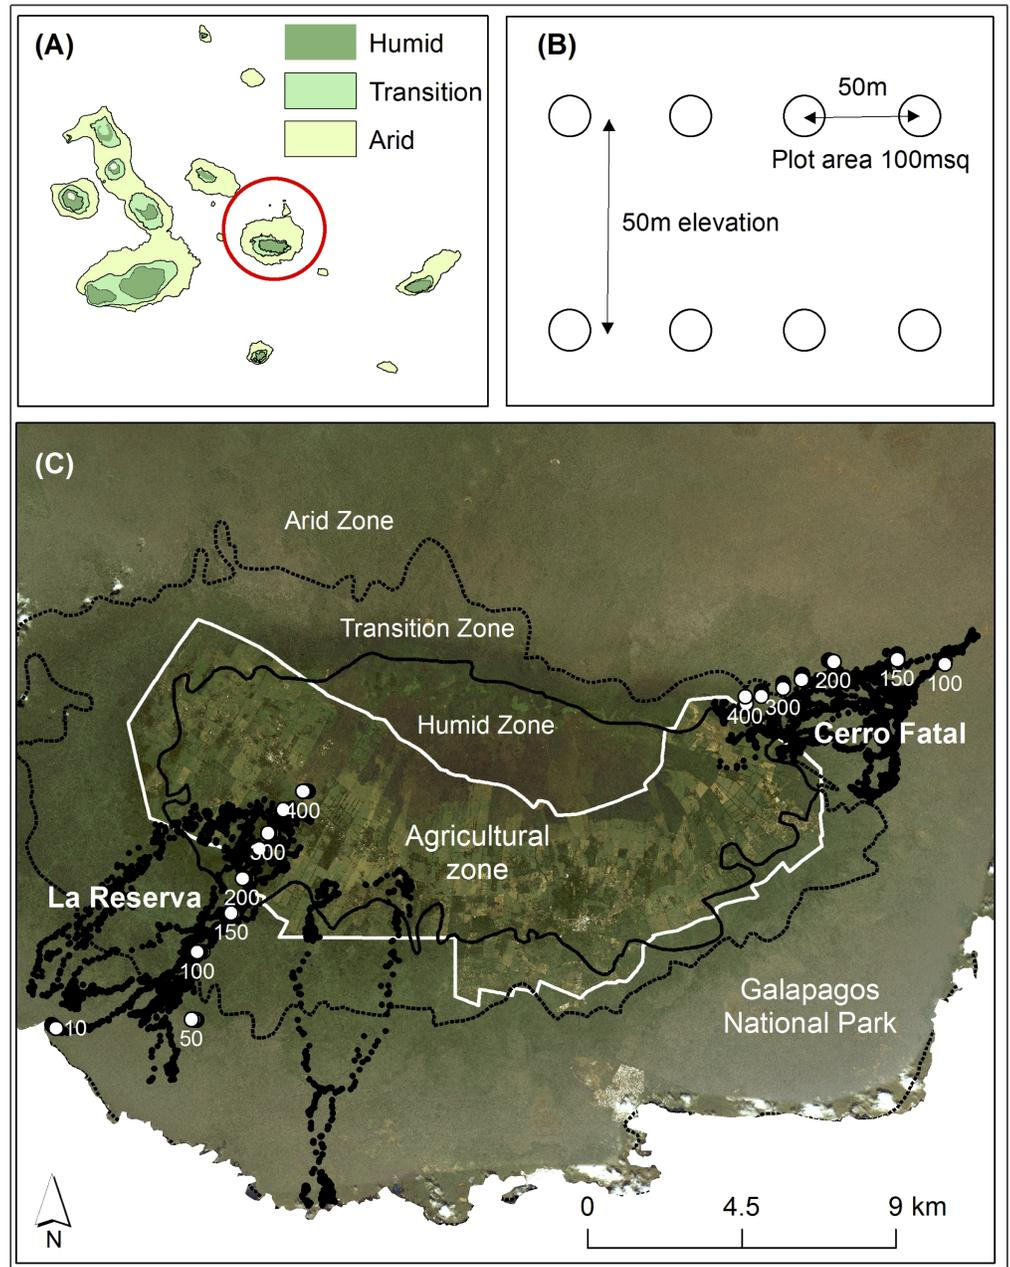 (A)
Humid
Transition
Arid
(B)
50m
Plot area 100msq
50m elevation
(C)
Arid Zone
Transition Zone
Humid Zone
Agricultural
zone
200
150
100
400
300
Cerro Fatal
400
300
La Reserva
200
150
100
10
50
Galapagos
National Park
0
4.5
9 km
N